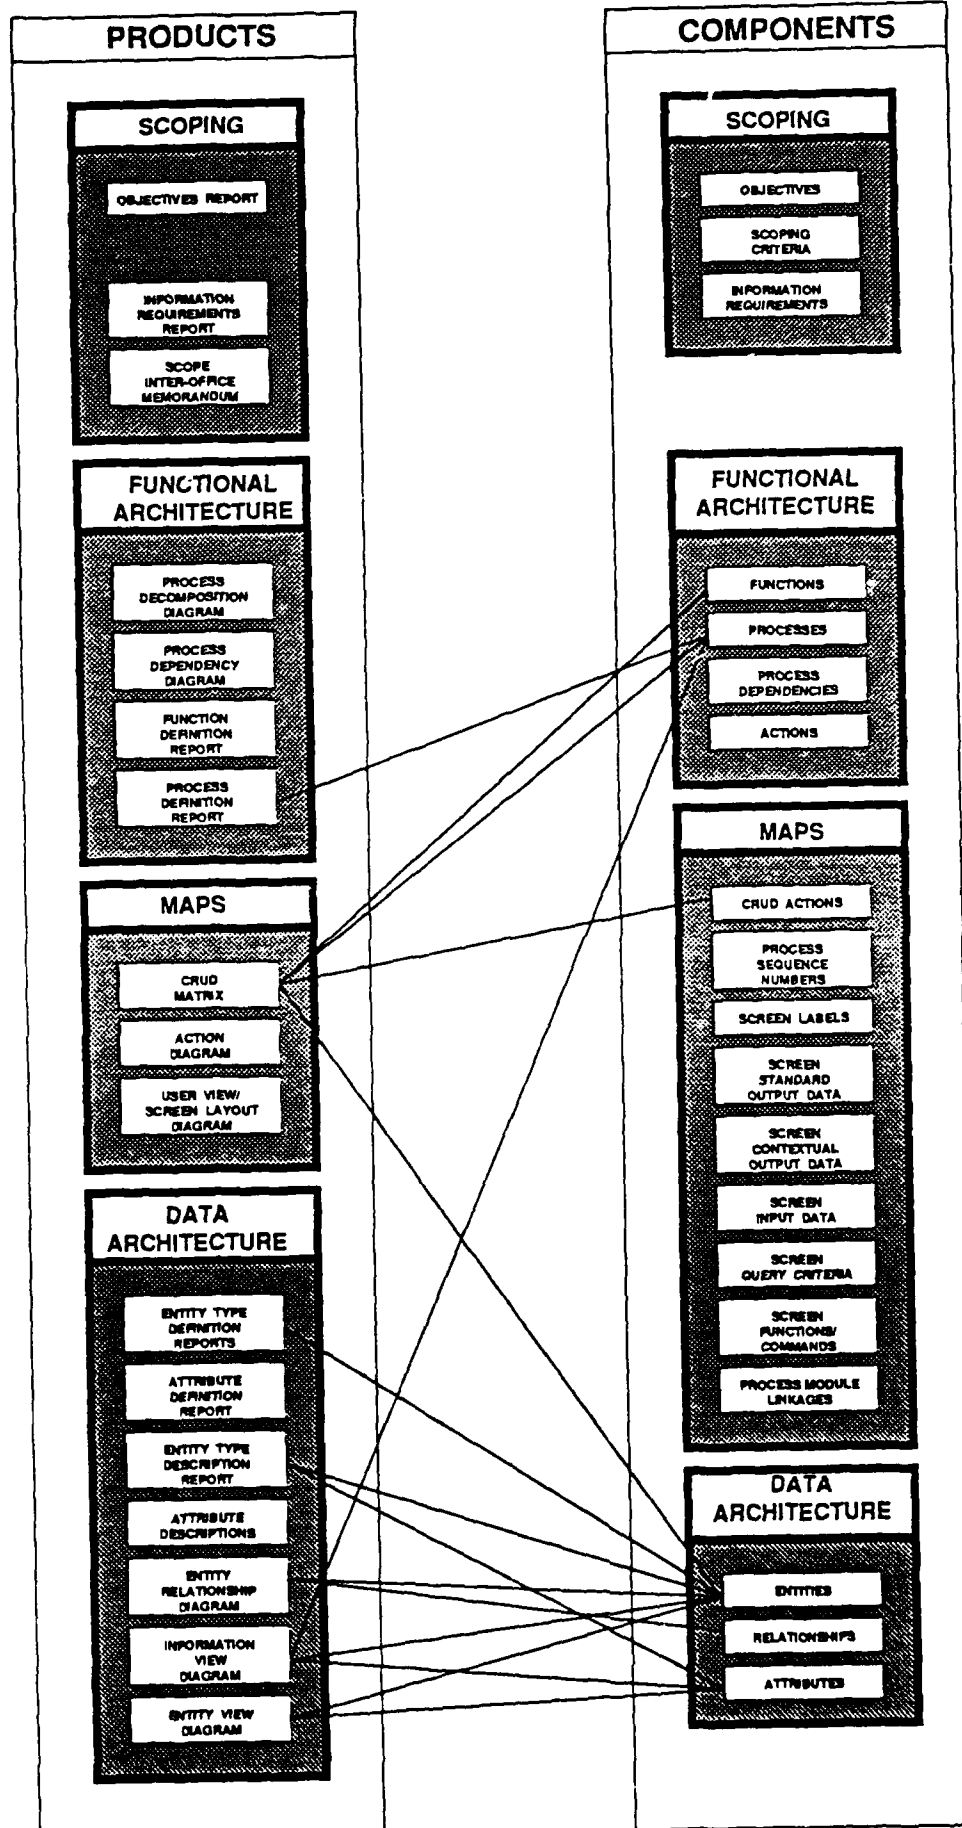 PRODUCTS
SCOPING
OBJECTIVES REPORT
INFORMATION
REQUIREMENTS
REPORT
SCOPE
INTER-OFFICE
MEMORANDUM
FUNCTIONAL
ARCHITECTURE
PROCESS
DECOMPOSITION
DIAGRAM
PROCESS
DEPENDENCY
DIAGRAM
FUNCTION
DEFINITION
REPORT
PROCESS
DEFINITION
REPORT
MAPS
CRUD
MATRIX
ACTION
DIAGRAM
USER VIEW/
SCREEN LAYOUT
DIAGRAM
DATA
ARCHITECTURE
ENTITY TYPE
DEFINITION
REPORTS
ATTRIBUTE
DEFINITION
REPORT
ENTITY TYPE
DESCRIPTION
REPORT
ATTRIBUTE
DESCRIPTIONS
ENTITY
RELATIONSHIP
DIAGRAM
INFORMATION
VIEW
DIAGRAM
ENTITY VIEW
DIAGRAM
COMPONENTS
SCOPING
OBJECTIVES
SCOPING
CRITERIA
INFORMATION
REQUIREMENTS
FUNCTIONAL
ARCHITECTURE
FUNCTIONS
PROCESSES
PROCESS
DEPENDENCIES
ACTIONS
MAPS
CRUD ACTIONS
PROCESS
SEQUENCE
NUMBERS
SCREEN LABELS
SCREEN
STANDARD
OUTPUT DATA
SCREEN
CONTEXTUAL
OUTPUT DATA
SCREEN
INPUT DATA
SCREEN
QUERY CRITERIA
SCREEN
FUNCTIONS/
COMMANDS
PROCESS MODULE
LINKAGES
DATA
ARCHITECTURE
ENTITIES
RELATIONSHIPS
ATTRIBUTES